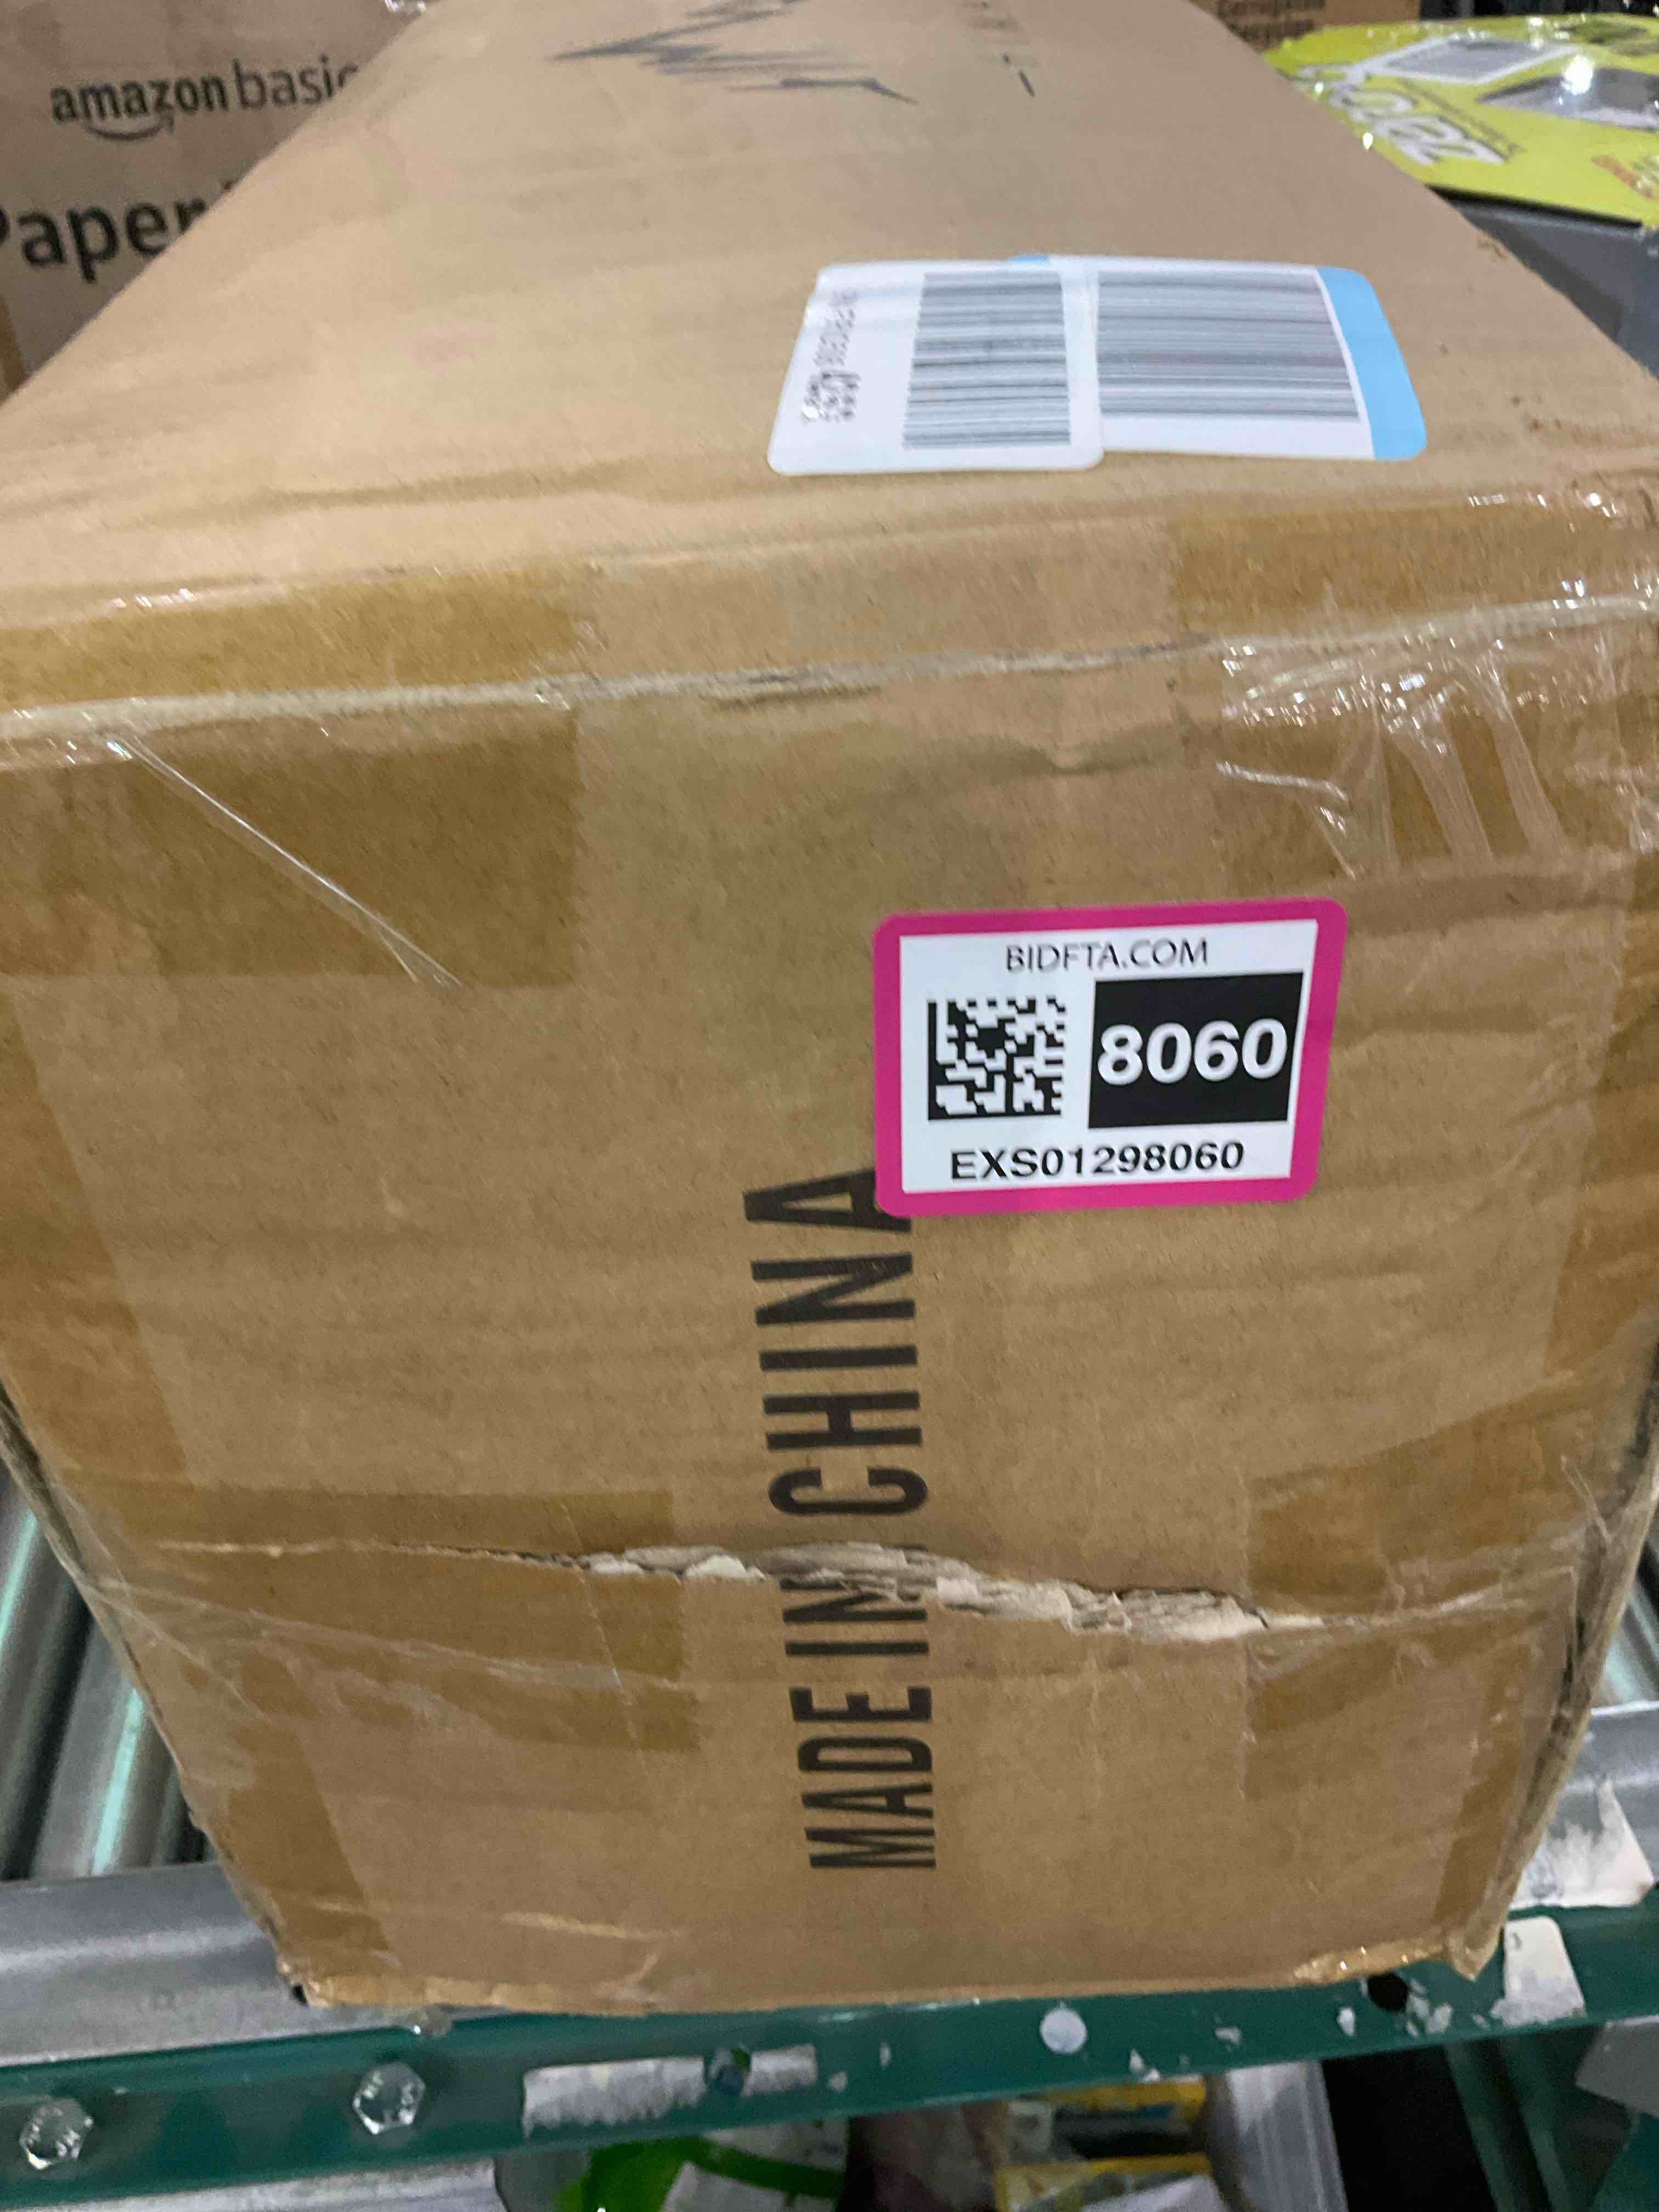 amazon basic
Paper
BIDFTA.COM
8060
EXS01298060
MADE IN CHINA